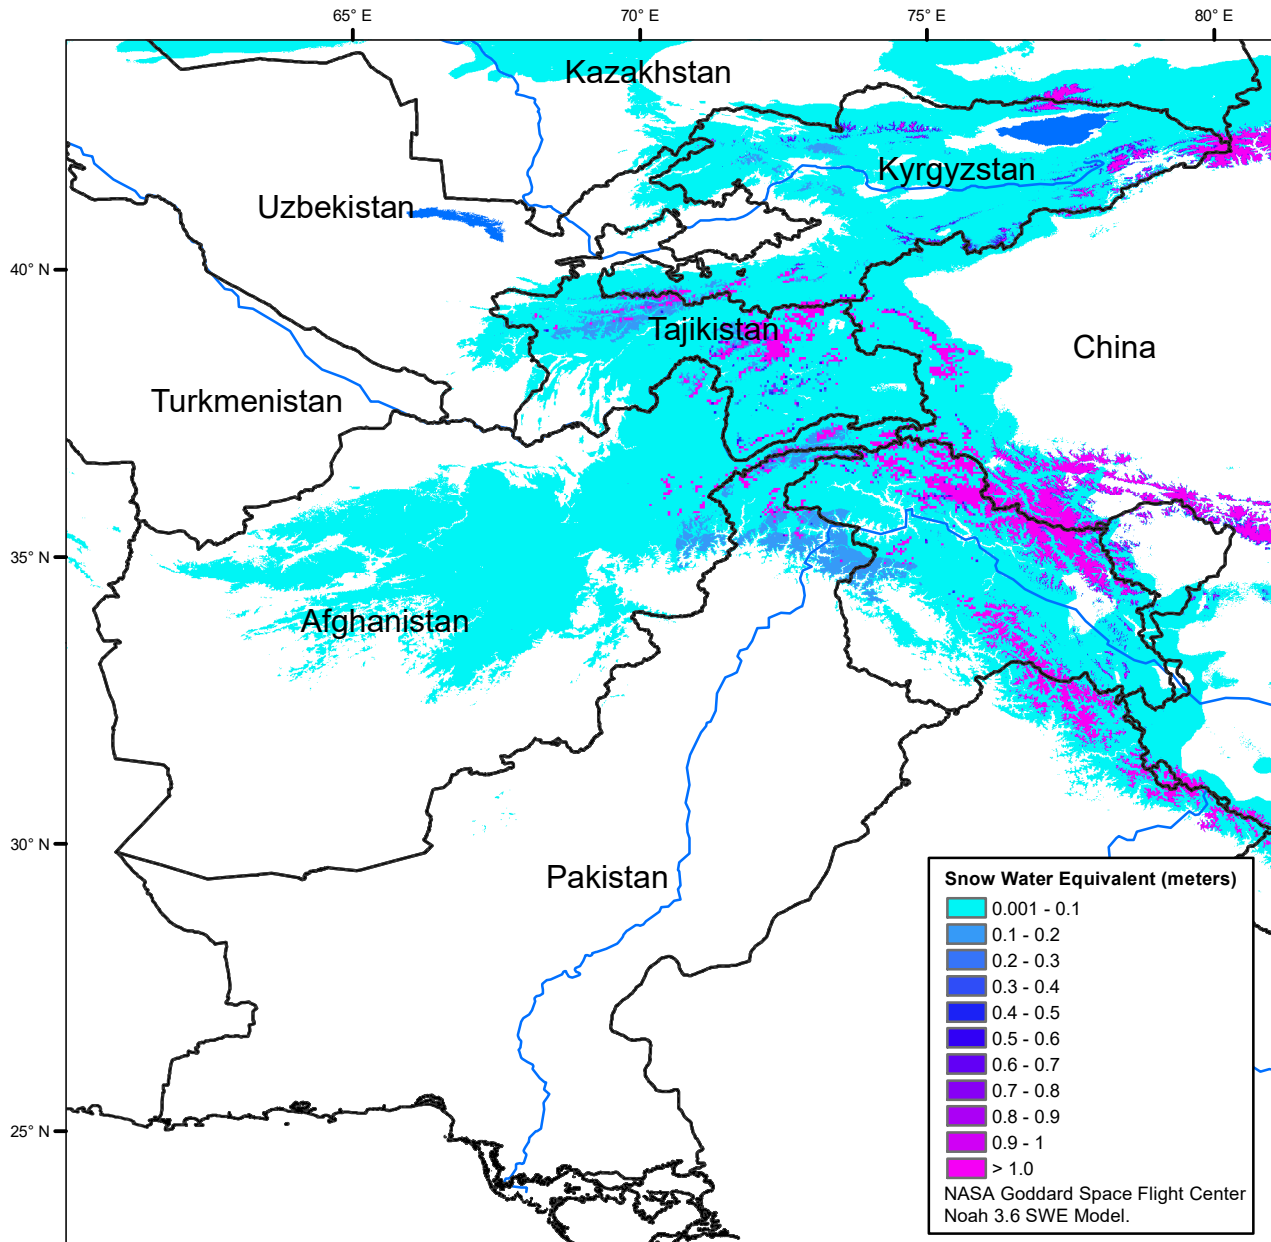 65° E
70° E
75° E
80° E
Kazakhstan
Kyrgyzstan
Uzbekistan
40° N
Tajikistan
China
Turkmenistan
35° N
Afghanistan
30° N
Pakistan
25° N
Snow Water Equivalent (meters)
0.001 - 0.1
0.1 - 0.2
0.2 - 0.3
0.3 - 0.4
0.4 - 0.5
0.5 - 0.6
0.6 - 0.7
0.7 - 0.8
0.8 - 0.9
0.9 - 1
> 1.0
NASA Goddard Space Flight Center
Noah 3.6 SWE Model.